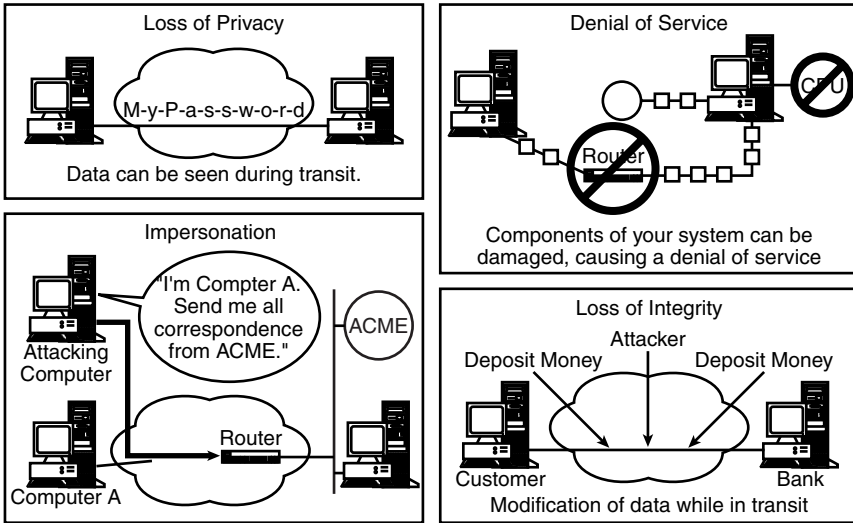 Loss of Privacy
M-y-P-a-s-s-w-o-r-d
Data can be seen during transit.
Denial of Service
CPU
Router
Components of your system can be
damaged, causing a denial of service
Impersonation
"I'm Compter A.
Send me all
correspondence
from ACME."
ACME
Attacking
Computer
Router
Computer A
Loss of Integrity
Attacker
Deposit Money
Deposit Money
Customer
Bank
Modification of data while in transit